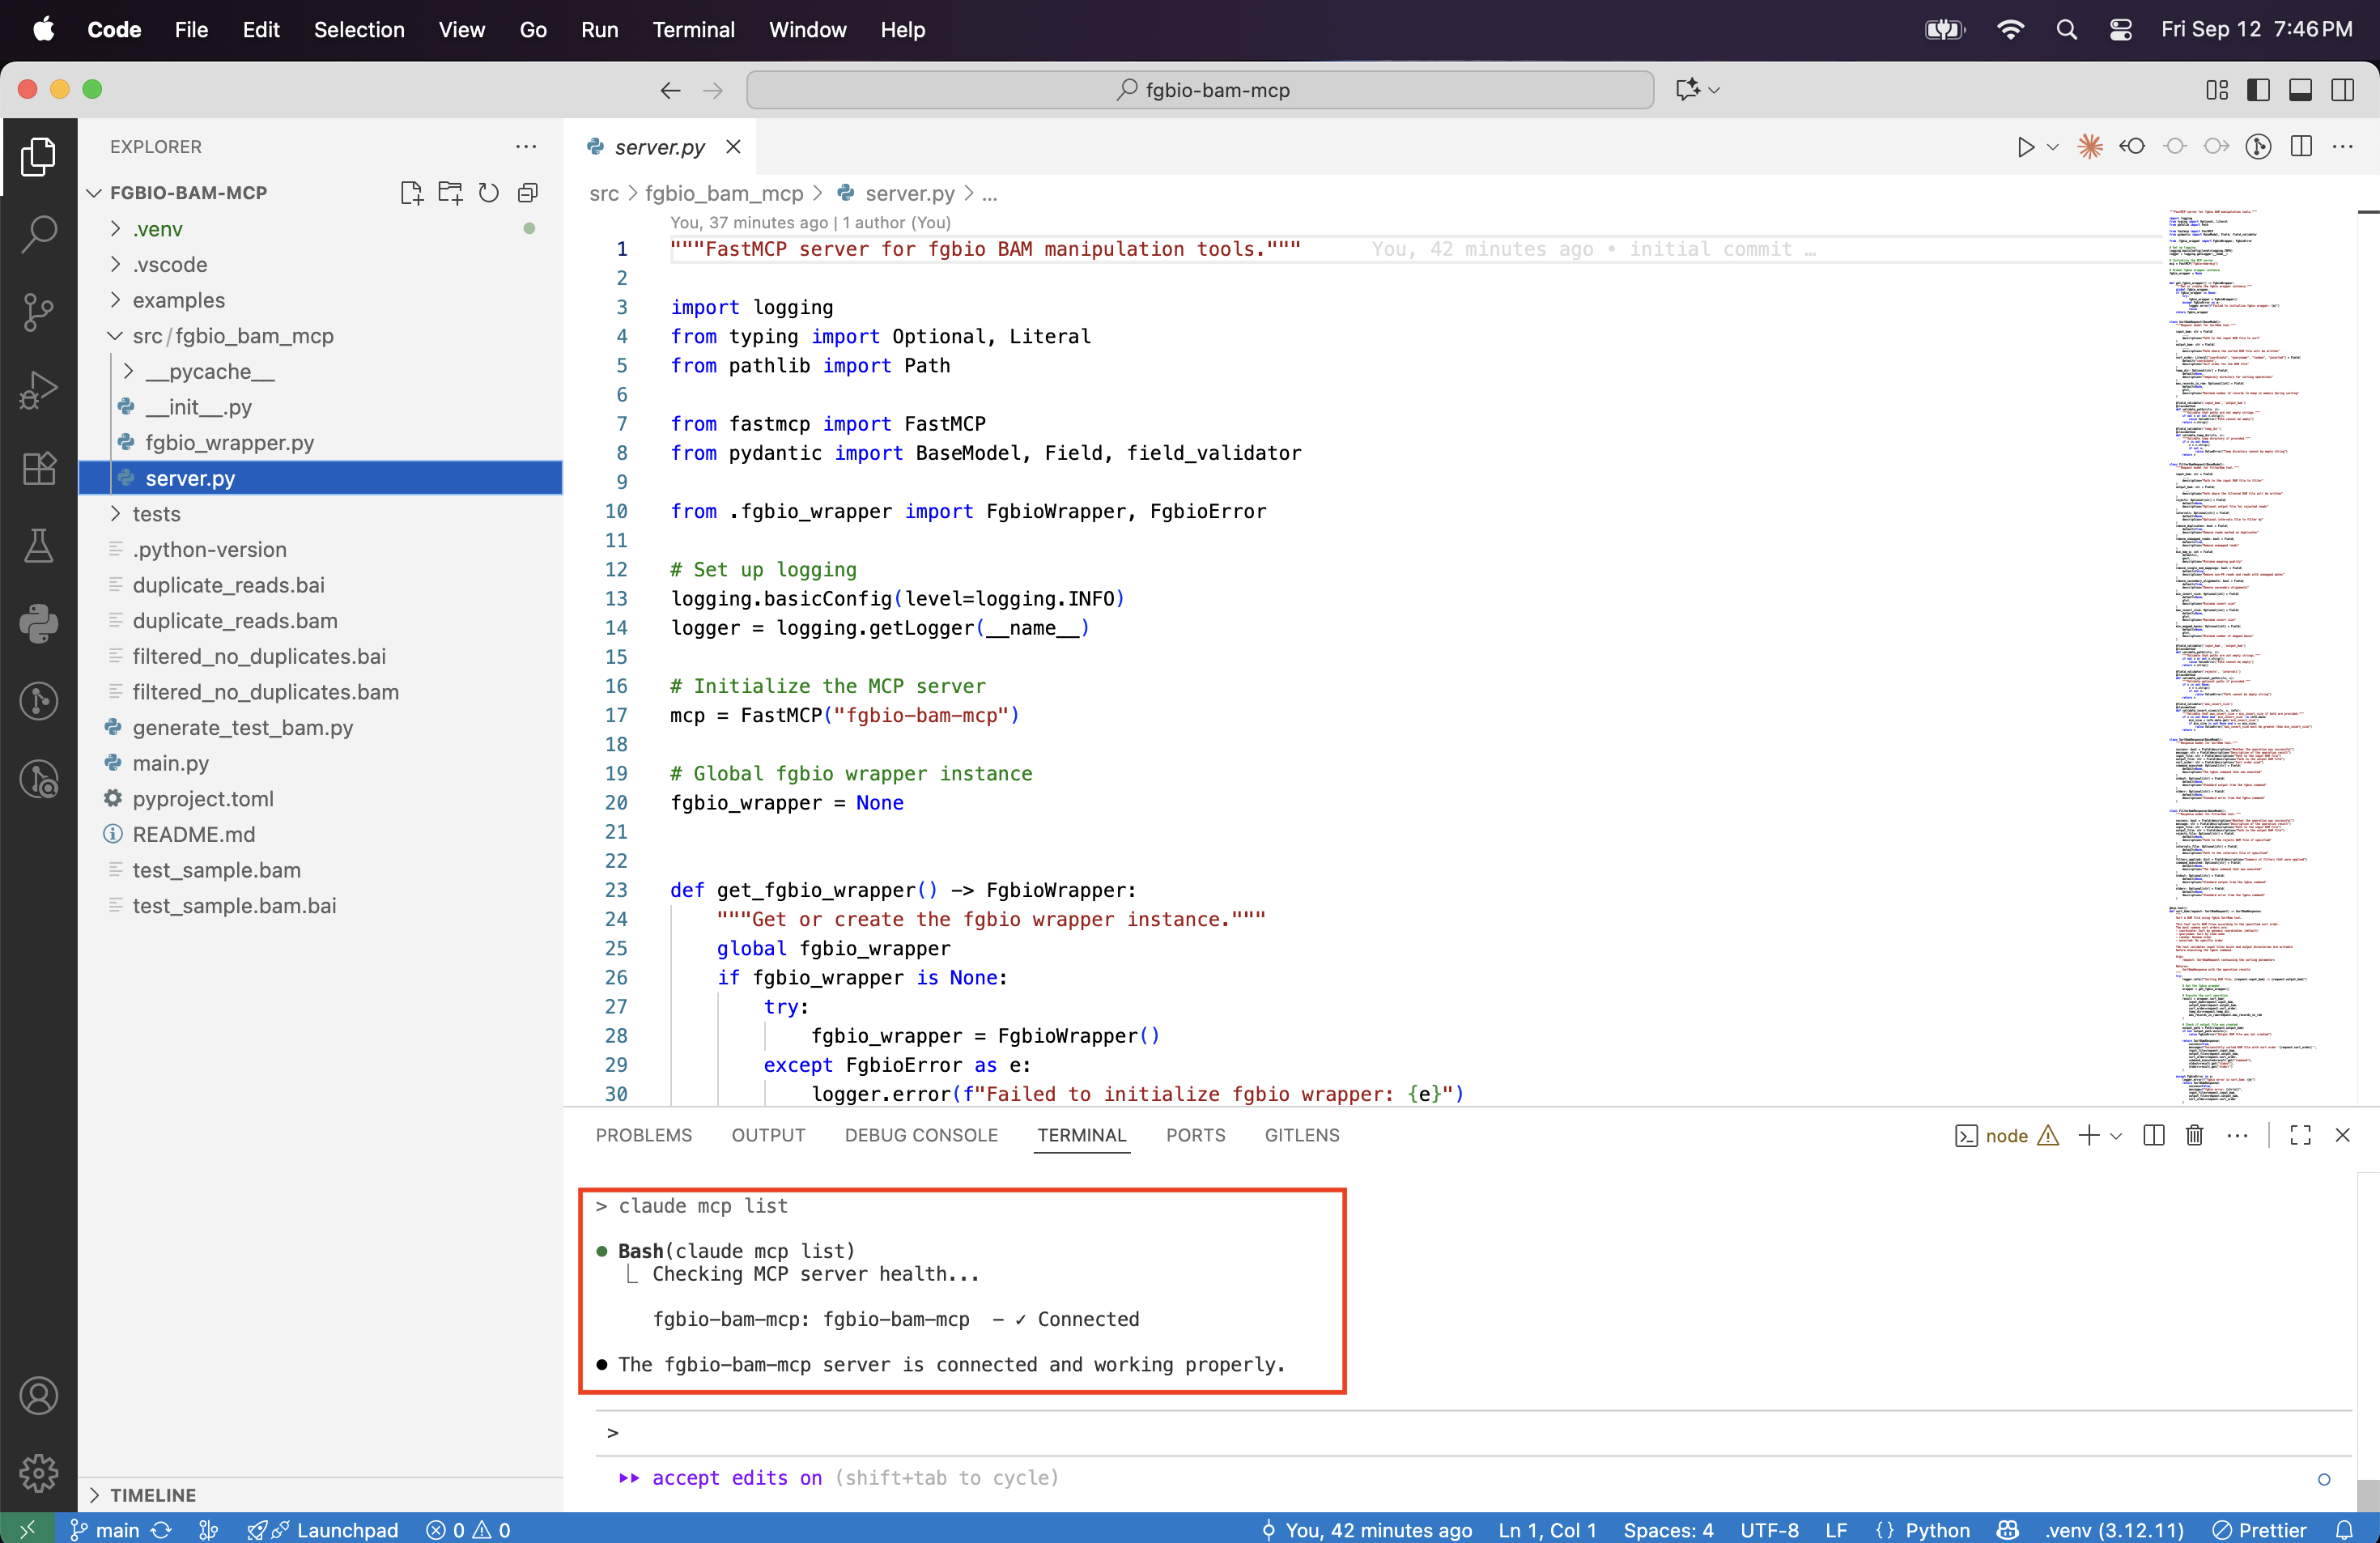 Code File Edit Selection View Go Run Terminal Window Help Fri Sep 12 7:46 PM
fgbio-bam-mcp
EXPLORER
FGBIO-BAM-MCP
.venv
.vscode
examples
src/fgbio_bam_mcp
__pycache__
__init__.py
fgbio_wrapper.py
server.py
tests
.python-version
duplicate_reads.bai
duplicate_reads.bam
filtered_no_duplicates.bai
filtered_no_duplicates.bam
generate_test_bam.py
main.py
pyproject.toml
README.md
test_sample.bam
test_sample.bam.bai
TIMELINE
server.py
src > fgbio_bam_mcp > server.py > ...
You, 37 minutes ago | 1 author (You)
1 """FastMCP server for fgbio BAM manipulation tools.""" You, 42 minutes ago • initial commit …
2
3 import logging
4 from typing import Optional, Literal
5 from pathlib import Path
6
7 from fastmcp import FastMCP
8 from pydantic import BaseModel, Field, field_validator
9
10 from .fgbio_wrapper import FgbioWrapper, FgbioError
11
12 # Set up logging
13 logging.basicConfig(level=logging.INFO)
14 logger = logging.getLogger(__name__)
15
16 # Initialize the MCP server
17 mcp = FastMCP("fgbio-bam-mcp")
18
19 # Global fgbio wrapper instance
20 fgbio_wrapper = None
21
22
23 def get_fgbio_wrapper() -> FgbioWrapper:
24 """Get or create the fgbio wrapper instance."""
25 global fgbio_wrapper
26 if fgbio_wrapper is None:
27 try:
28 fgbio_wrapper = FgbioWrapper()
29 except FgbioError as e:
30 logger.error(f"Failed to initialize fgbio wrapper: {e}")
PROBLEMS OUTPUT DEBUG CONSOLE TERMINAL PORTS GITLENS node
> claude mcp list
● Bash(claude mcp list)
⎿ Checking MCP server health...
fgbio-bam-mcp: fgbio-bam-mcp - ✓ Connected
● The fgbio-bam-mcp server is connected and working properly.
>
accept edits on (shift+tab to cycle)
main Launchpad 0 0 You, 42 minutes ago Ln 1, Col 1 Spaces: 4 UTF-8 LF {} Python .venv (3.12.11) Prettier